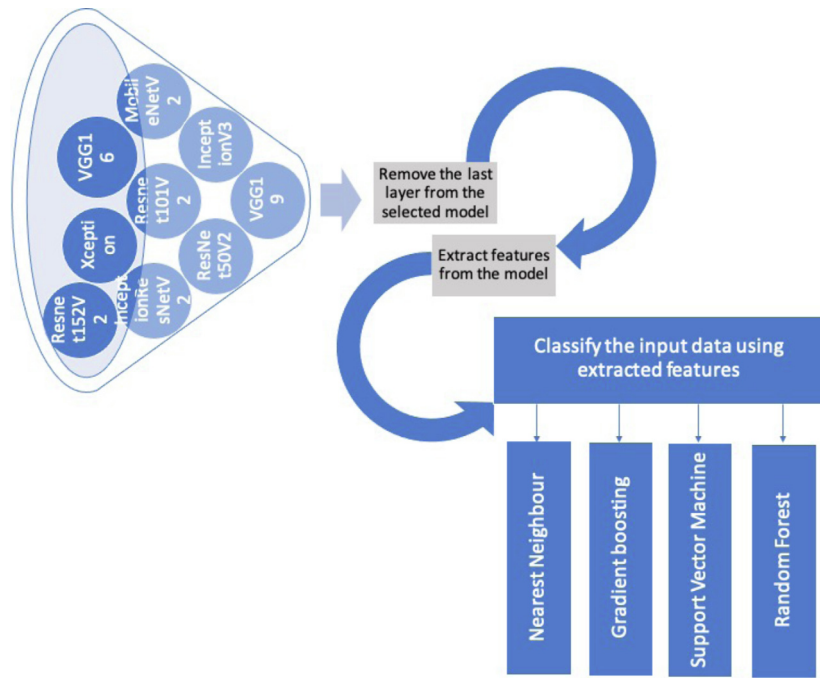 Mobil
eNetV
2
VGG1
6
Incept
ionV3
Resne
t101V
2
VGG1
9
Xcepti
on
ResNe
t50V2
Incept
ionRe
sNetV
2
Resne
t152V
2
Remove the last
layer from the
selected model
Extract features
from the model
Classify the input data using
extracted features
Nearest Neighbour
Gradient boosting
Support Vector Machine
Random Forest